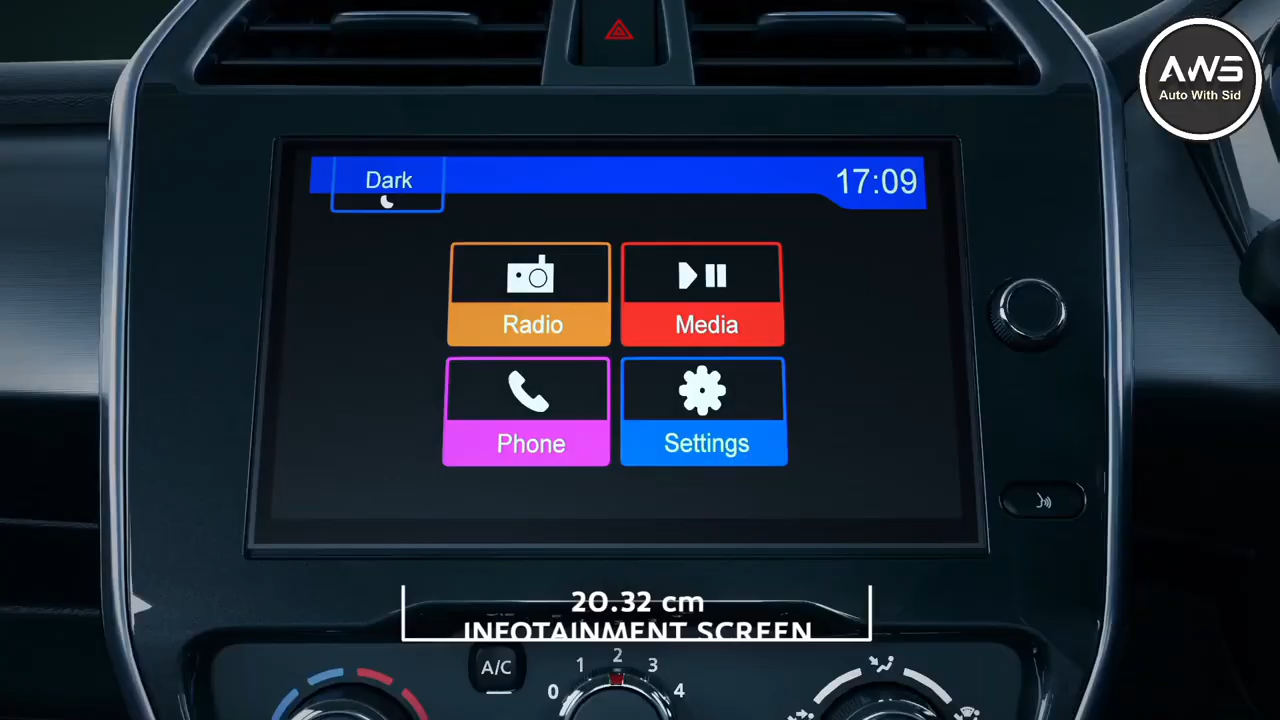 AWS
Auto With Sid
Dark
17:09
Radio
Media
Phone
Settings
20.32 cm
INFOTAINMENT SCREEN
A/C
0 1 2 3 4